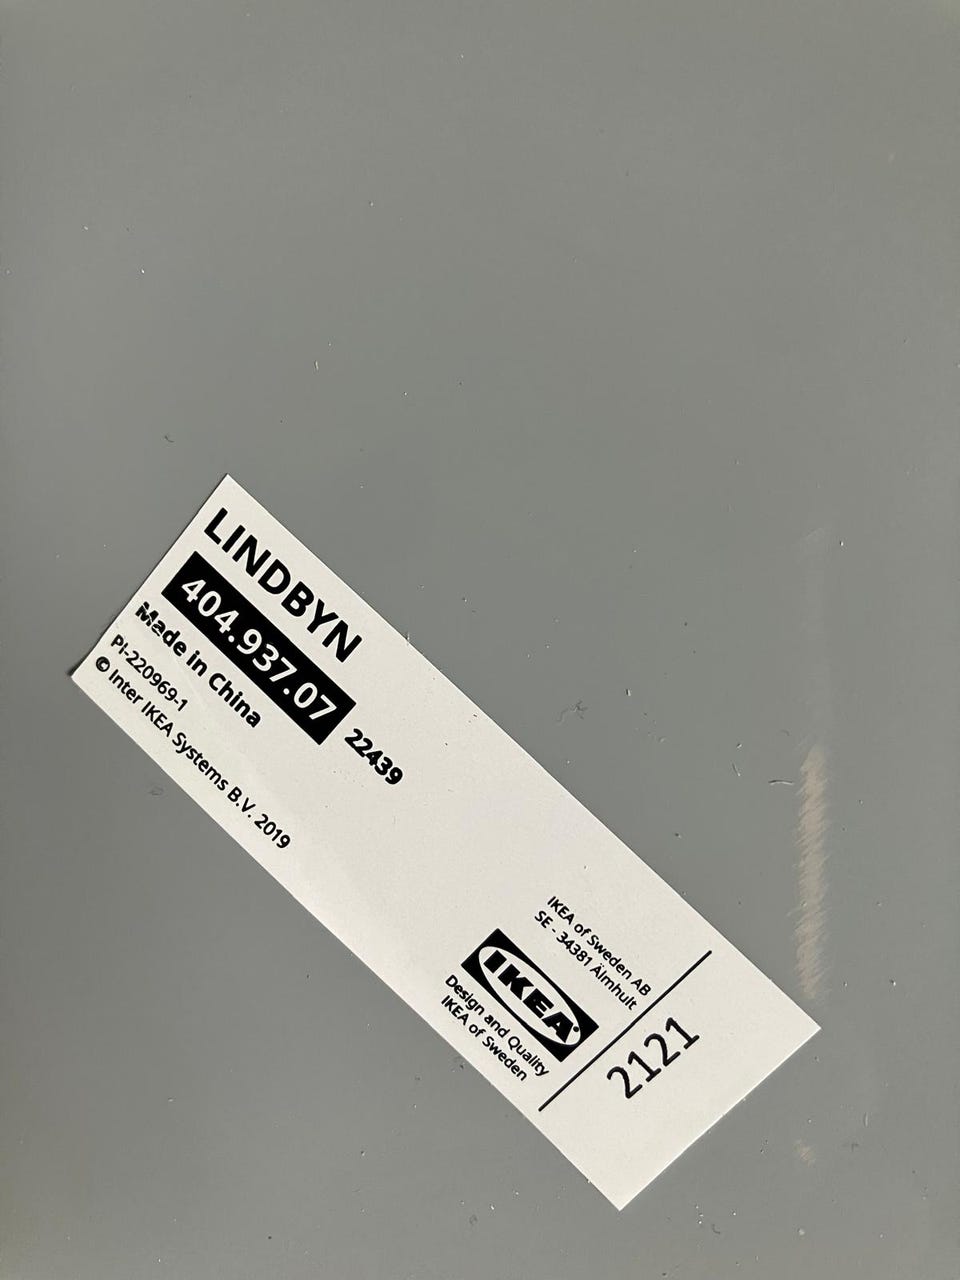 LINDBYN
404.937.07 22439
Made in China
PI-220969-1
© Inter IKEA Systems B.V. 2019
IKEA of Sweden AB
SE - 34381 Älmhult
IKEA®
Design and Quality
IKEA of Sweden
2121